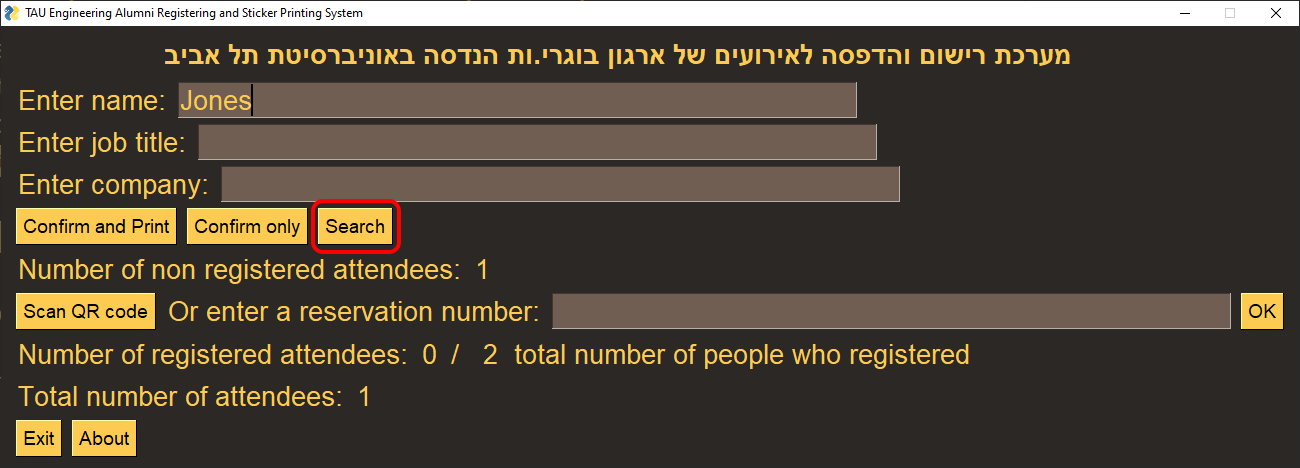 TAU Engineering Alumni Registering and Sticker Printing System
מערכת רישום והדפסה לאירועים של ארגון בוגרי.ות הנדסה באוניברסיטת תל אביב
Enter name: Jones
Enter job title:
Enter company:
Confirm and Print Confirm only Search
Number of non registered attendees: 1
Scan QR code Or enter a reservation number: OK
Number of registered attendees: 0 / 2 total number of people who registered
Total number of attendees: 1
Exit About